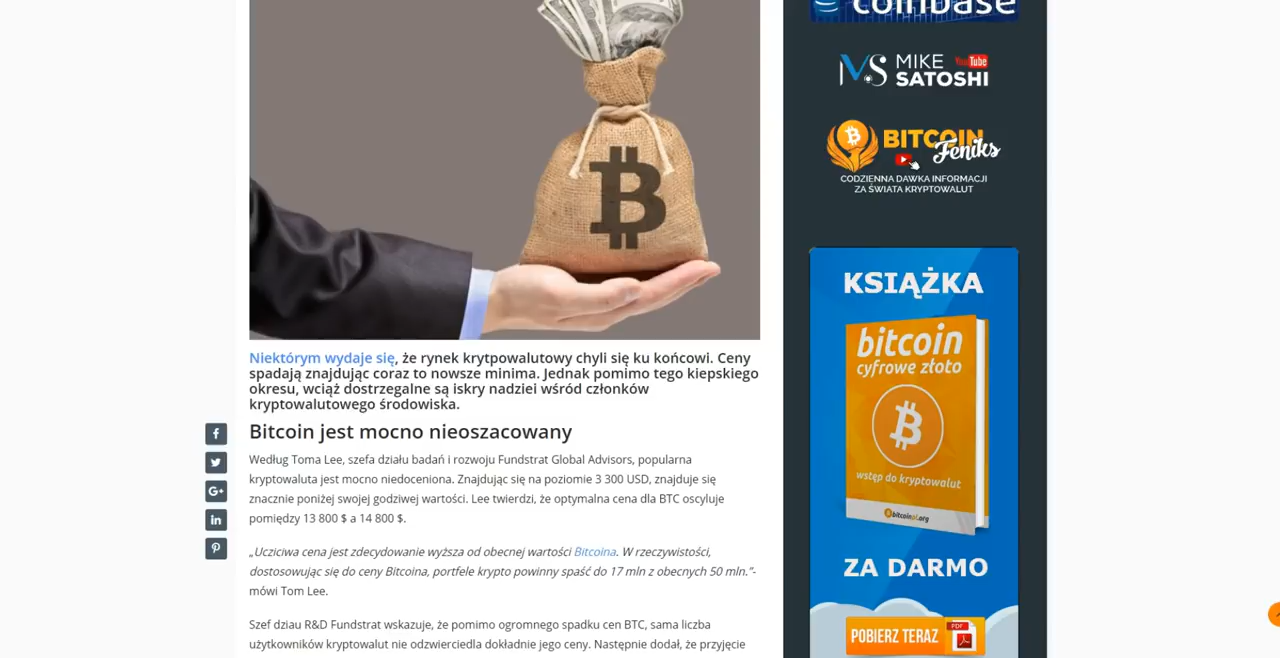 Niektórym wydaje się, że rynek krytpowalutowy chyli się ku końcowi. Ceny
spadają znajdując coraz to nowsze minima. Jednak pomimo tego kiepskiego
okresu, wciąż dostrzegalne są iskry nadziei wśród członków
kryptowalutowego środowiska.
Bitcoin jest mocno nieoszacowany
Według Toma Lee, szefa działu badań i rozwoju Fundstrat Global Advisors, popularna
kryptowaluta jest mocno niedoceniona. Znajdując się na poziomie 3 300 USD, znajduje się
znacznie poniżej swojej godziwej wartości. Lee twierdzi, że optymalna cena dla BTC oscyluje
pomiędzy 13 800 $ a 14 800 $.
„Uczciwa cena jest zdecydowanie wyższa od obecnej wartości Bitcoina. W rzeczywistości,
dostosowując się do ceny Bitcoina, portfele krypto powinny spaść do 17 mln z obecnych 50 mln.”-
mówi Tom Lee.
Szef dziau R&D Fundstrat wskazuje, że pomimo ogromnego spadku cen BTC, sama liczba
użytkowników kryptowalut nie odzwierciedla dokładnie jego ceny. Następnie dodał, że przyjęcie
coinbase
MS MIKE YouTube
SATOSHI
BITCOIN
Feniks
CODZIENNA DAWKA INFORMACJI
ZA ŚWIATA KRYPTOWALUT
KSIĄŻKA
bitcoin
cyfrowe złoto
wstęp do kryptowalut
bitcoinpl.org
ZA DARMO
POBIERZ TERAZ PDF